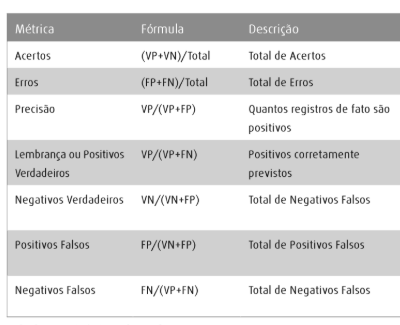 Métrica Fórmula Descrição
Acertos (VP+VN)/Total Total de Acertos
Erros (FP+FN)/Total Total de Erros
Precisão VP/(VP+FP) Quantos registros de fato são
positivos
Lembrança ou Positivos VP/(VP+FN) Positivos corretamente
Verdadeiros previstos
Negativos Verdadeiros VN/(VN+FP) Total de Negativos Falsos
Positivos Falsos FP/(VN+FP) Total de Positivos Falsos
Negativos Falsos FN/(VP+FN) Total de Negativos Falsos